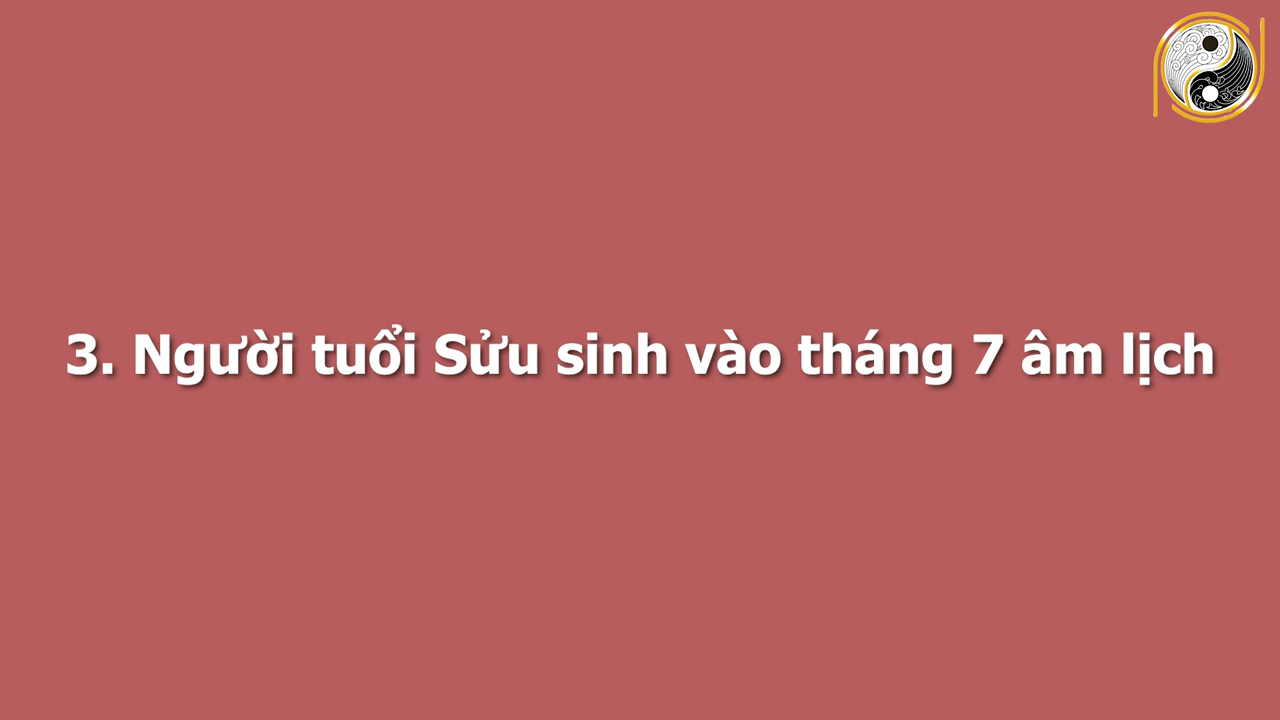 3. Người tuổi Sửu sinh vào tháng 7 âm lịch